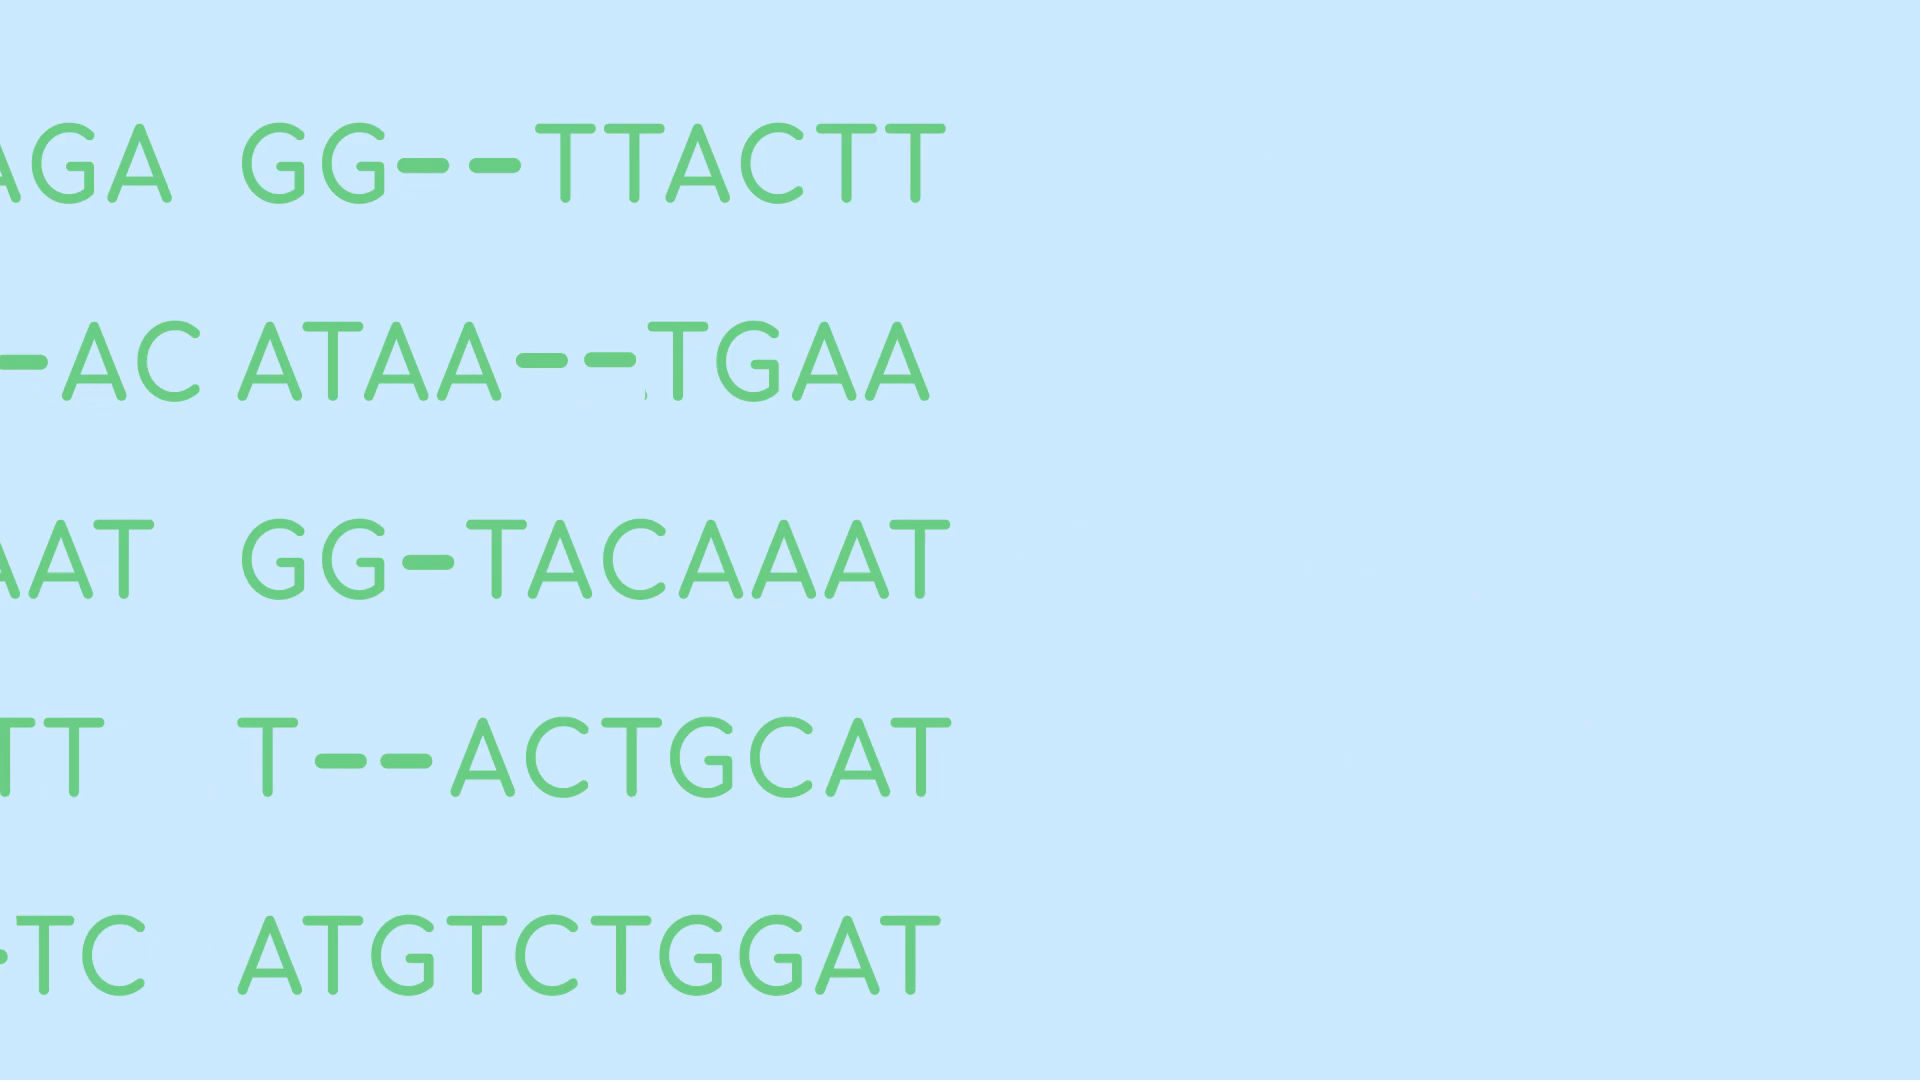 AGA GG--TTACTT
-AC ATAA--TGAA
AAT GG-TACAAAT
TT T--ACTGCAT
-TC ATGTCTGGAT